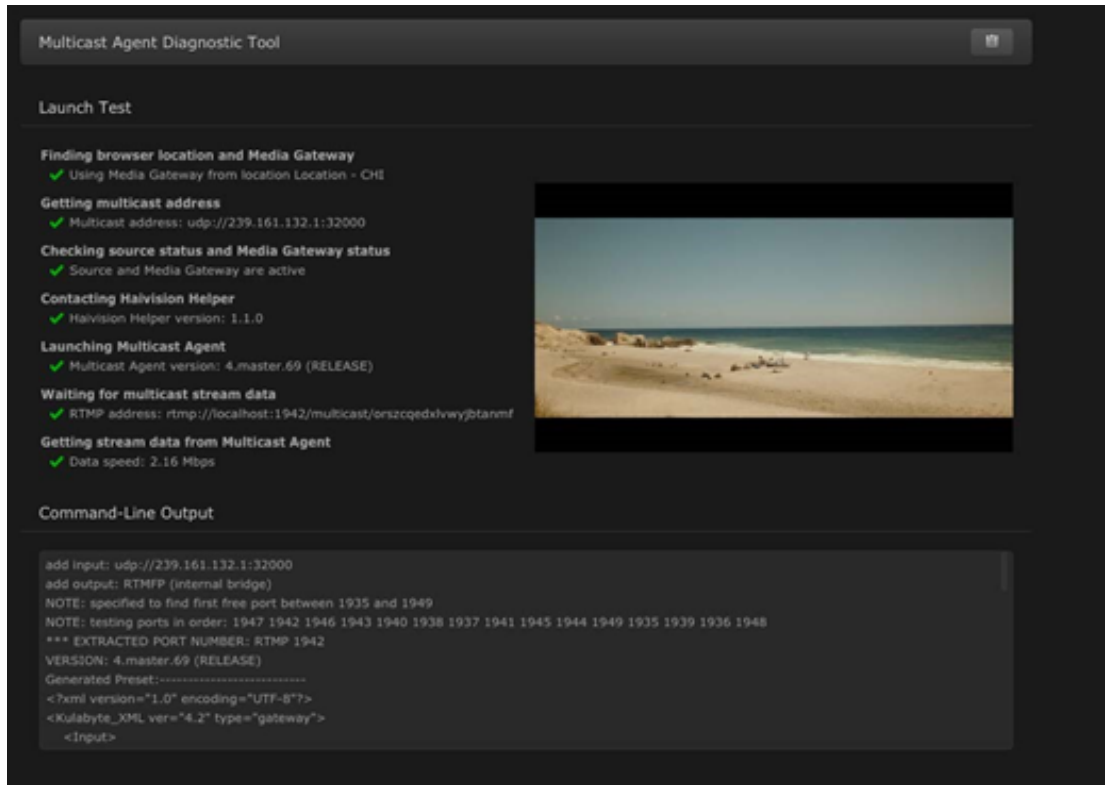 Multicast Agent Diagnostic Tool
Launch Test
Finding browser location and Media Gateway
Using Media Gateway from location Location - CHI
Getting multicast address
Multicast address: udp://239.161.132.1:32000
Checking source status and Media Gateway status
Source and Media Gateway are active
Contacting Haivision Helper
Haivision Helper version: 1.1.0
Launching Multicast Agent
Multicast Agent version: 4.master.69 (RELEASE)
Waiting for multicast stream data
RTMP address: rtmp://localhost:1942/multicast/orszcqedxlvwyjbtanmf
Getting stream data from Multicast Agent
Data speed: 2.16 Mbps
Command-Line Output
add input: udp://239.161.132.1:32000
add output: RTMFP (internal bridge)
NOTE: specified to find first free port between 1935 and 1949
NOTE: testing ports in order: 1947 1942 1946 1943 1940 1938 1937 1941 1945 1944 1949 1935 1939 1936 1948
*** EXTRACTED PORT NUMBER: RTMP 1942
VERSION: 4.master.69 (RELEASE)
Generated Preset:--------------------------
<?xml version="1.0" encoding="UTF-8"?>
<Kulabyte_XML ver="4.2" type="gateway">
<Input>